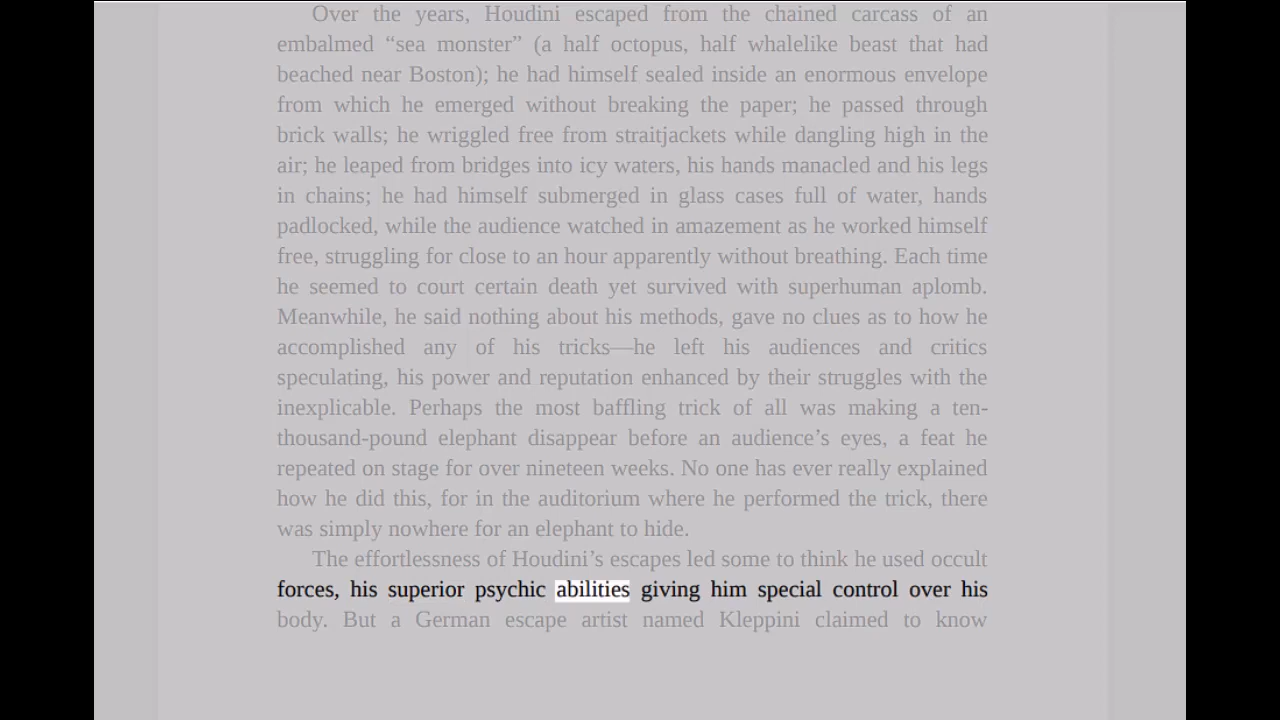 Over the years, Houdini escaped from the chained carcass of an
embalmed “sea monster” (a half octopus, half whalelike beast that had
beached near Boston); he had himself sealed inside an enormous envelope
from which he emerged without breaking the paper; he passed through
brick walls; he wriggled free from straitjackets while dangling high in the
air; he leaped from bridges into icy waters, his hands manacled and his legs
in chains; he had himself submerged in glass cases full of water, hands
padlocked, while the audience watched in amazement as he worked himself
free, struggling for close to an hour apparently without breathing. Each time
he seemed to court certain death yet survived with superhuman aplomb.
Meanwhile, he said nothing about his methods, gave no clues as to how he
accomplished any of his tricks—he left his audiences and critics
speculating, his power and reputation enhanced by their struggles with the
inexplicable. Perhaps the most baffling trick of all was making a ten-
thousand-pound elephant disappear before an audience’s eyes, a feat he
repeated on stage for over nineteen weeks. No one has ever really explained
how he did this, for in the auditorium where he performed the trick, there
was simply nowhere for an elephant to hide.
The effortlessness of Houdini’s escapes led some to think he used occult
forces, his superior psychic abilities giving him special control over his
body. But a German escape artist named Kleppini claimed to know